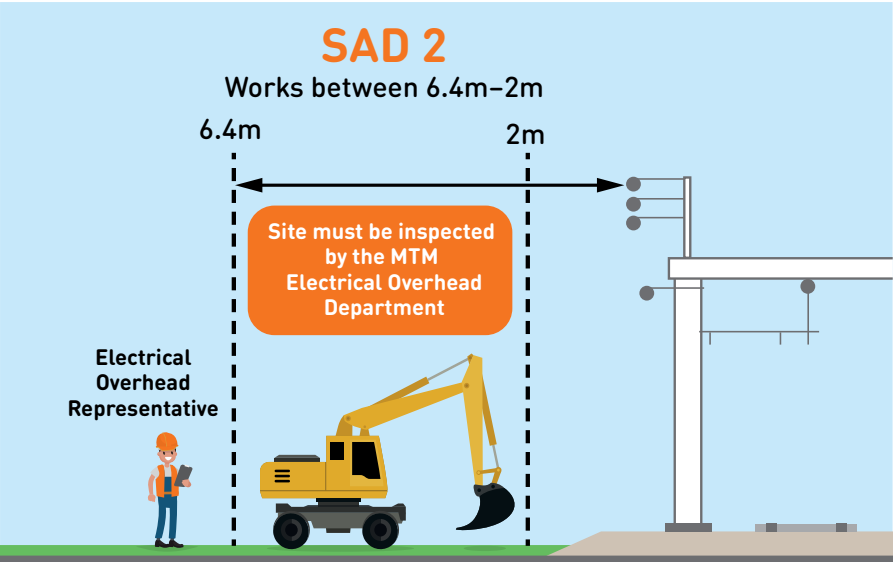 SAD 2
Works between 6.4m–2m
6.4m
2m
Site must be inspected
by the MTM
Electrical Overhead
Department
Electrical
Overhead
Representative